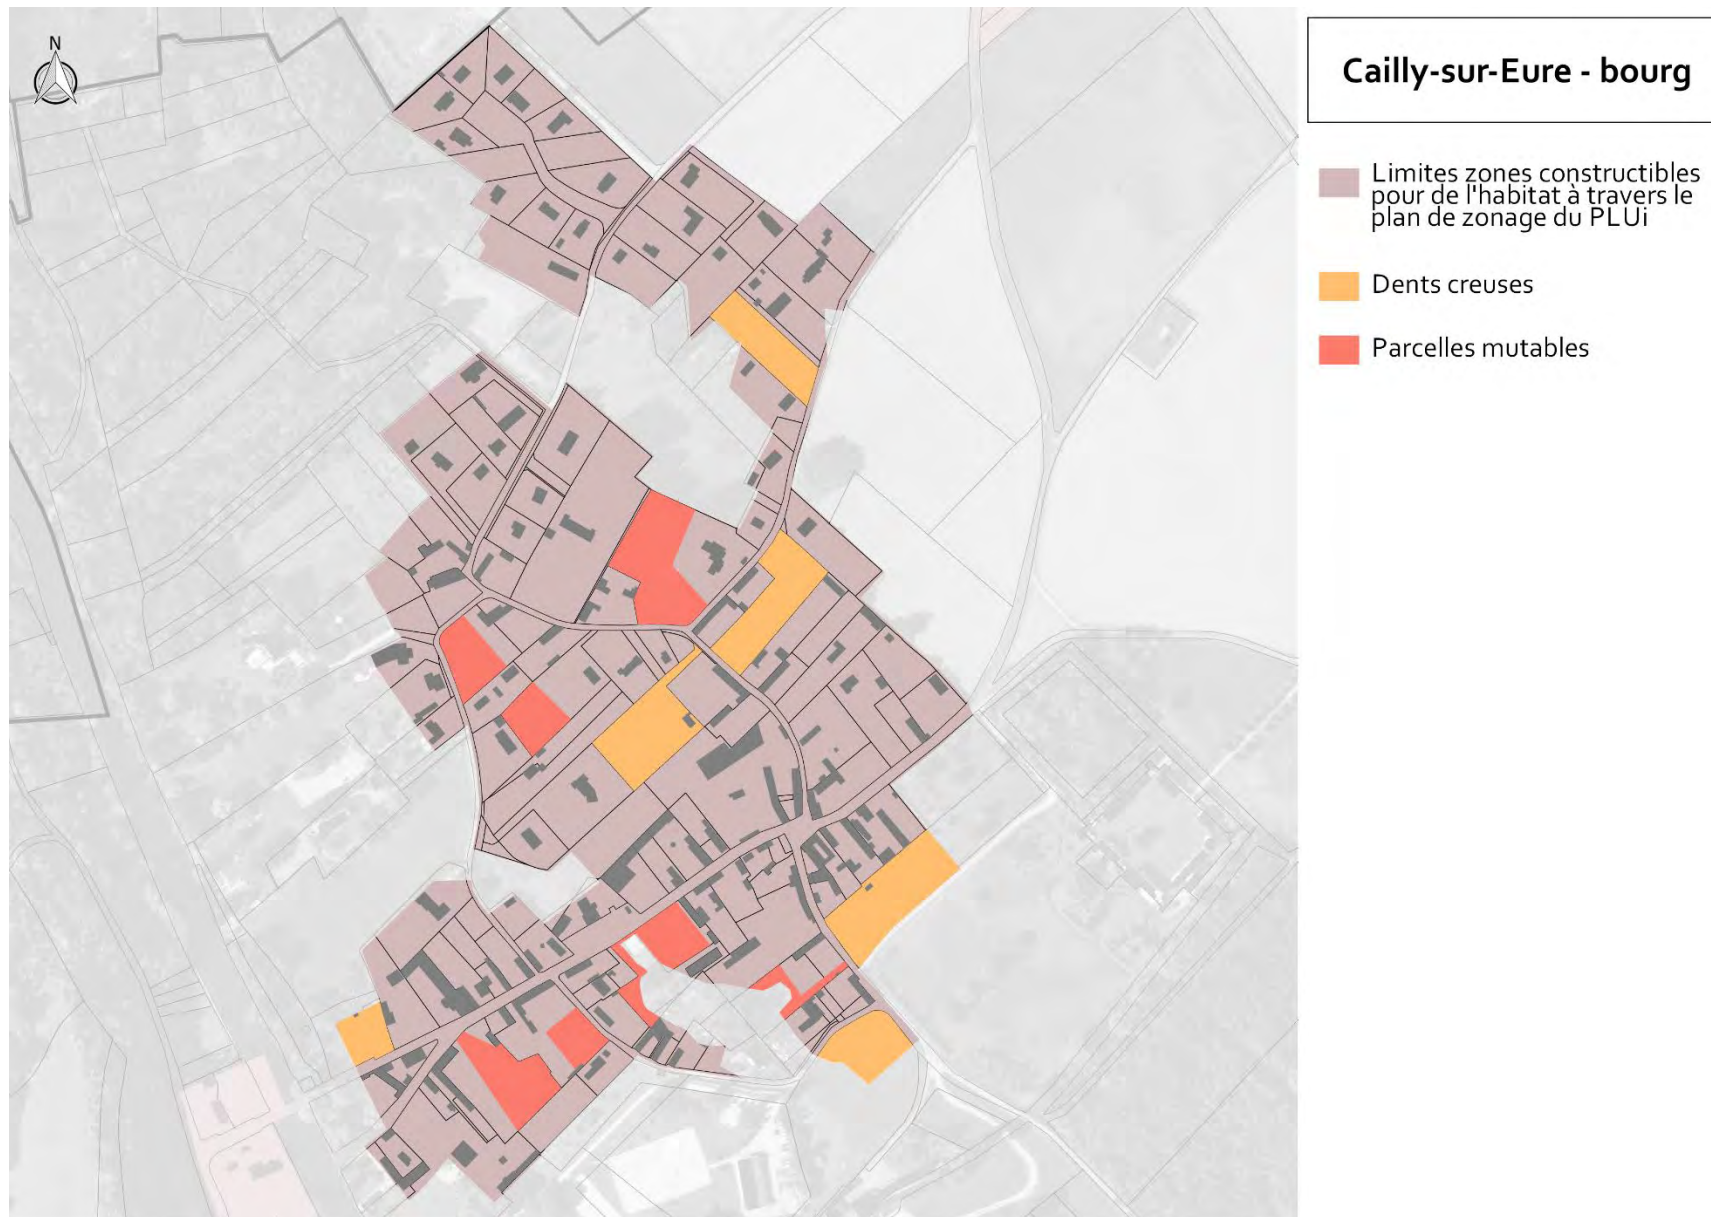 N
Cailly-sur-Eure - bourg
Limites zones constructibles
pour de l'habitat à travers le
plan de zonage du PLUi
Dents creuses
Parcelles mutables